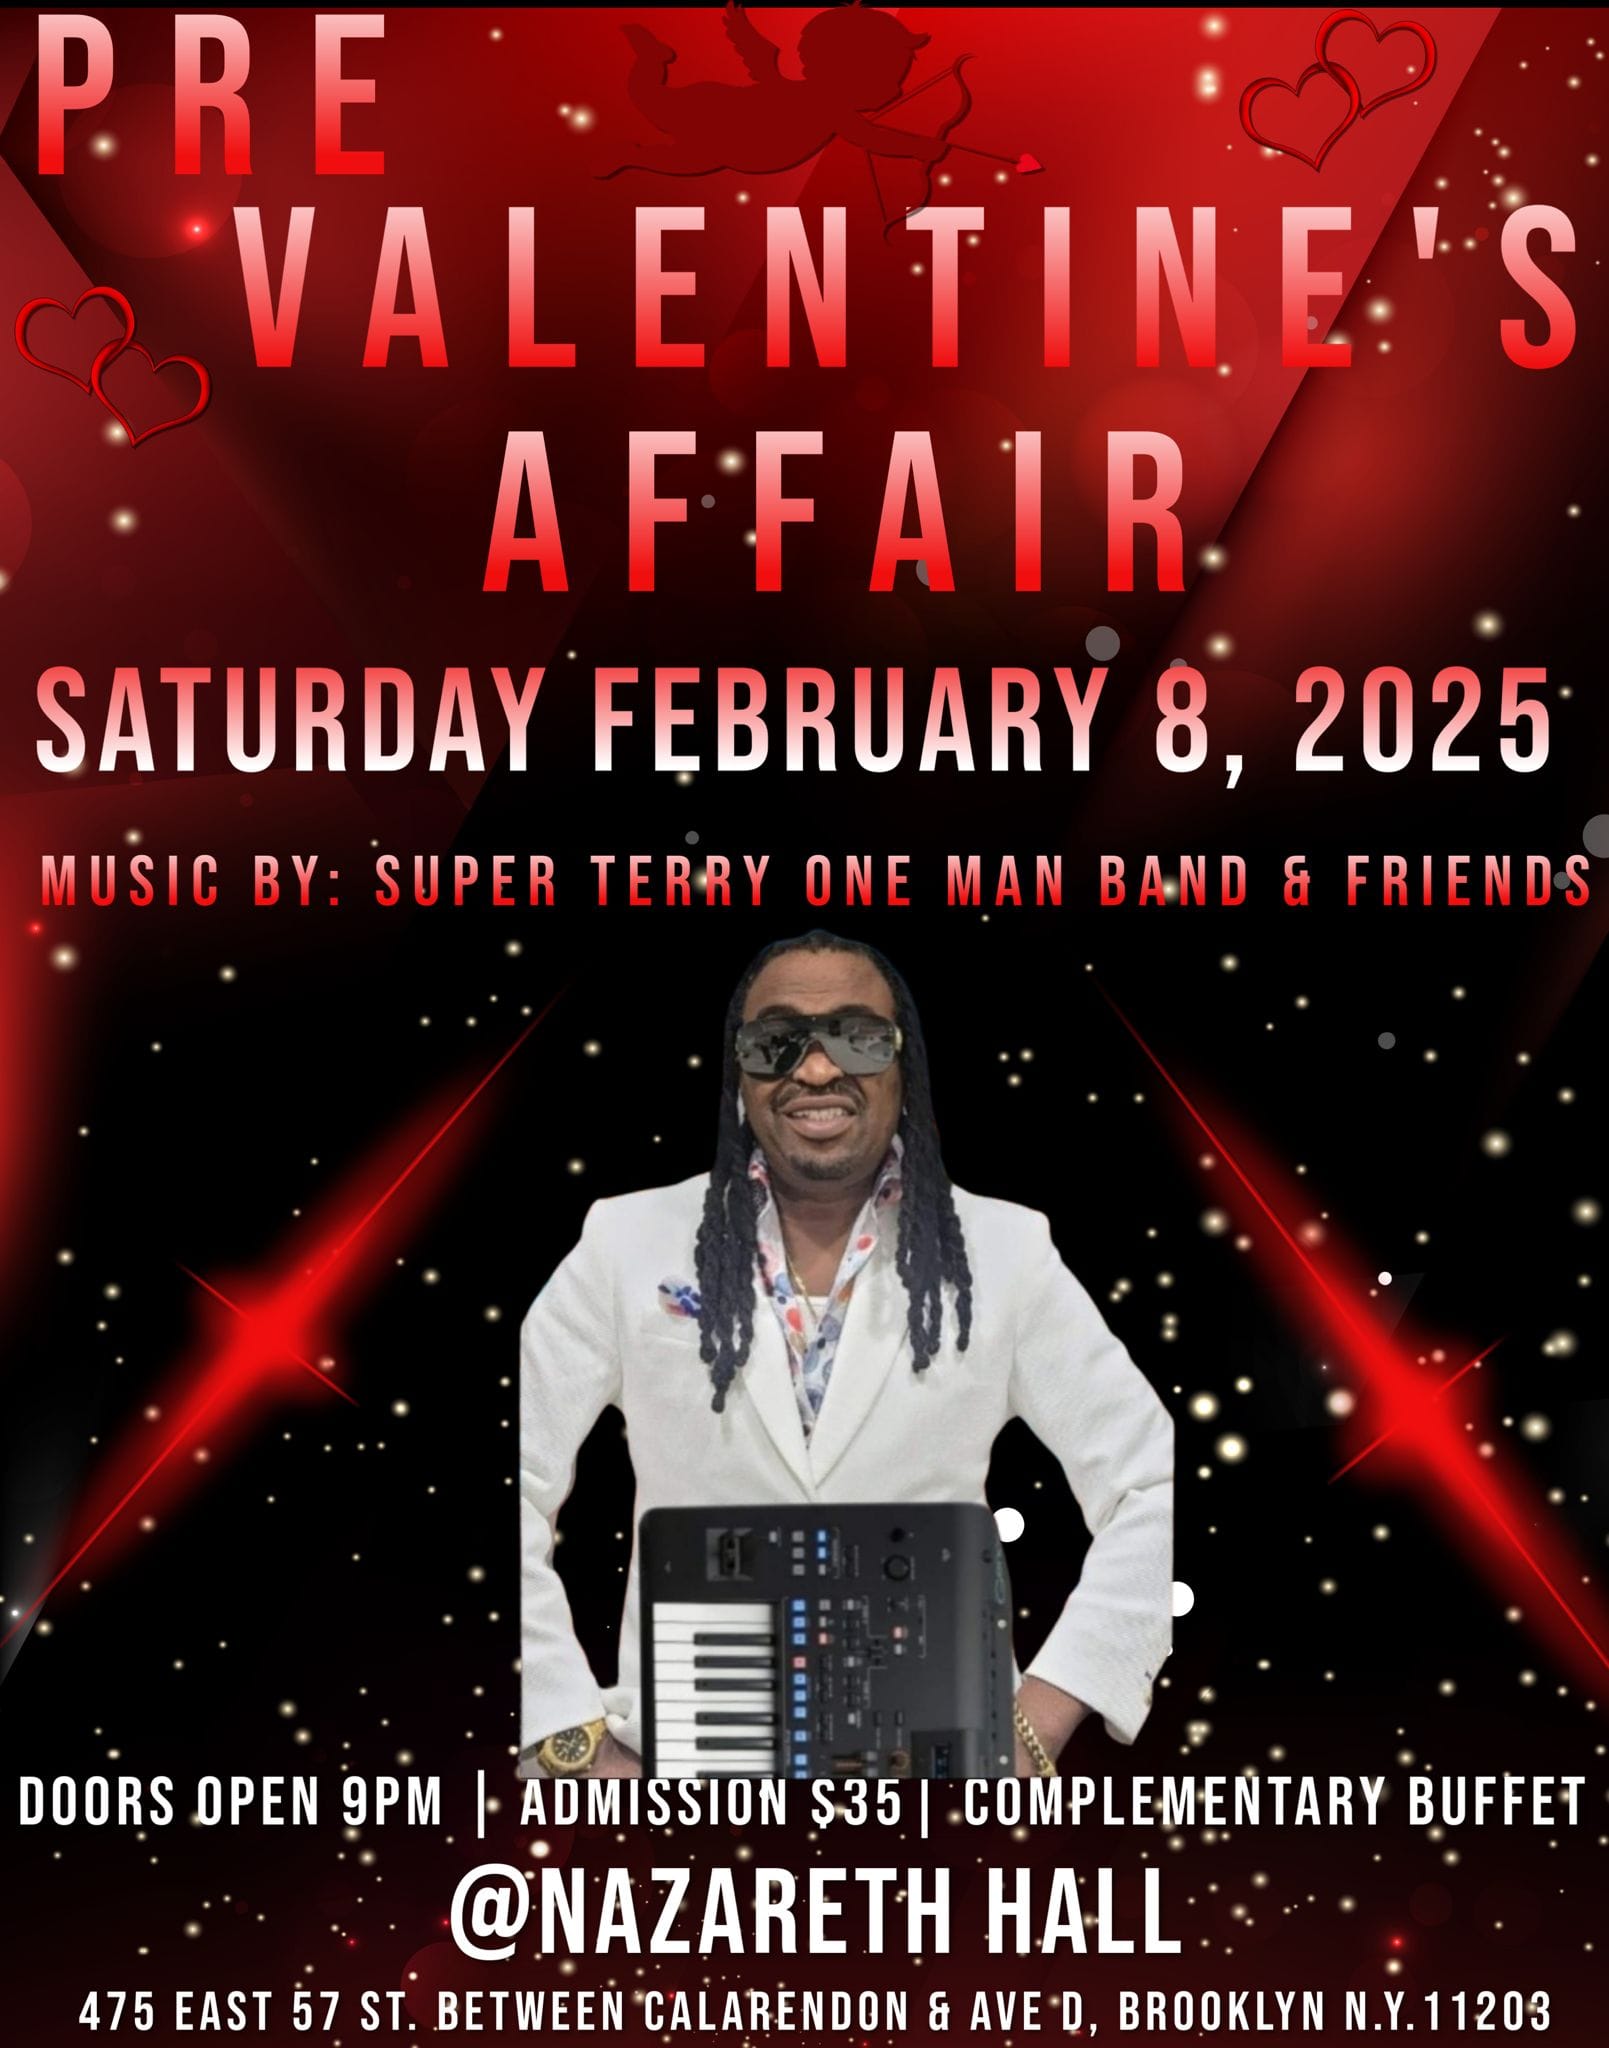 PRE
VALENTINE'S
AFFAIR
SATURDAY FEBRUARY 8, 2025
MUSIC BY: SUPER TERRY ONE MAN BAND & FRIENDS
DOORS OPEN 9PM | ADMISSION $35| COMPLEMENTARY BUFFET
@NAZARETH HALL
475 EAST 57 ST. BETWEEN CALARENDON & AVE D, BROOKLYN N.Y.11203